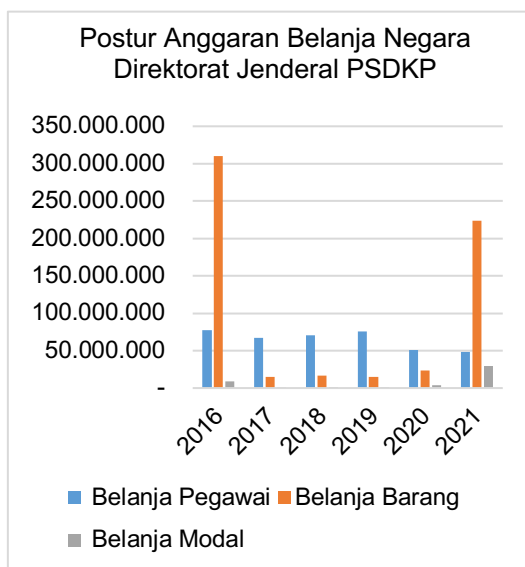 Postur Anggaran Belanja Negara
Direktorat Jenderal PSDKP
350.000.000
300.000.000
250.000.000
200.000.000
150.000.000
100.000.000
50.000.000
-
2016 2017 2018 2019 2020 2021
Belanja Pegawai Belanja Barang
Belanja Modal